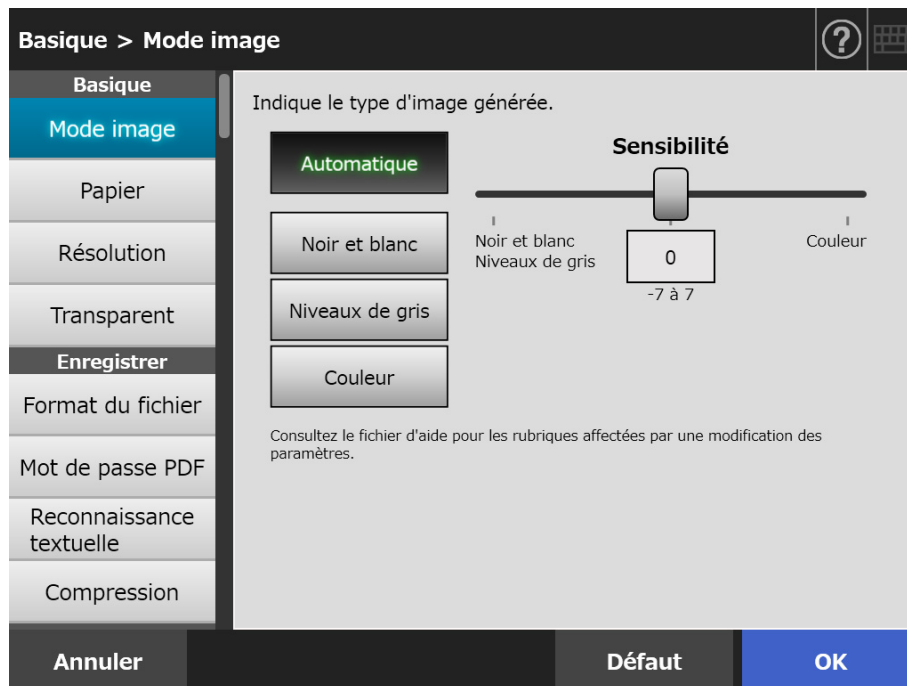 Basique > Mode image
?
Basique
Mode image
Papier
Résolution
Transparent
Enregistrer
Format du fichier
Mot de passe PDF
Reconnaissance
textuelle
Compression
Indique le type d'image générée.
Automatique
Noir et blanc
Niveaux de gris
Couleur
Sensibilité
Noir et blanc
Niveaux de gris
0
-7 à 7
Couleur
Consultez le fichier d'aide pour les rubriques affectées par une modification des
paramètres.
Annuler
Défaut
OK